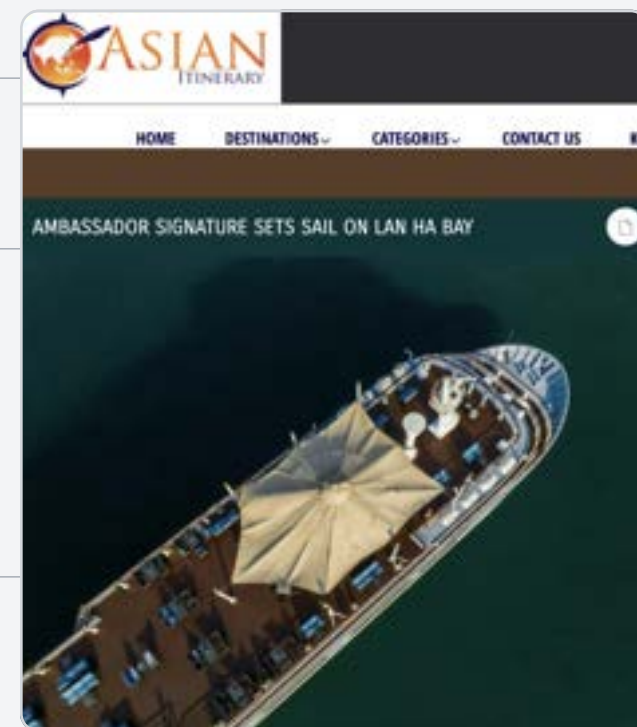 ASIAN
ITINERARY
HOME DESTINATIONS CATEGORIES CONTACT US
AMBASSADOR SIGNATURE SETS SAIL ON LAN HA BAY